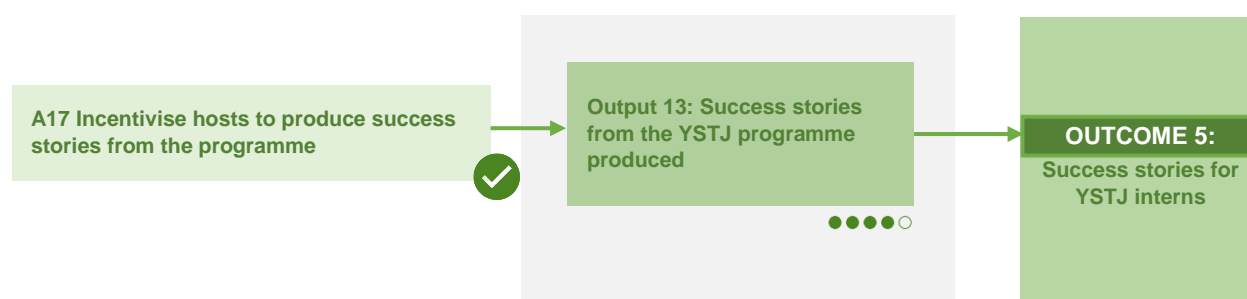 A17 Incentivise hosts to produce success
stories from the programme
Output 13: Success stories
from the YSTJ programme
produced
OUTCOME 5:
Success stories for
YSTJ interns